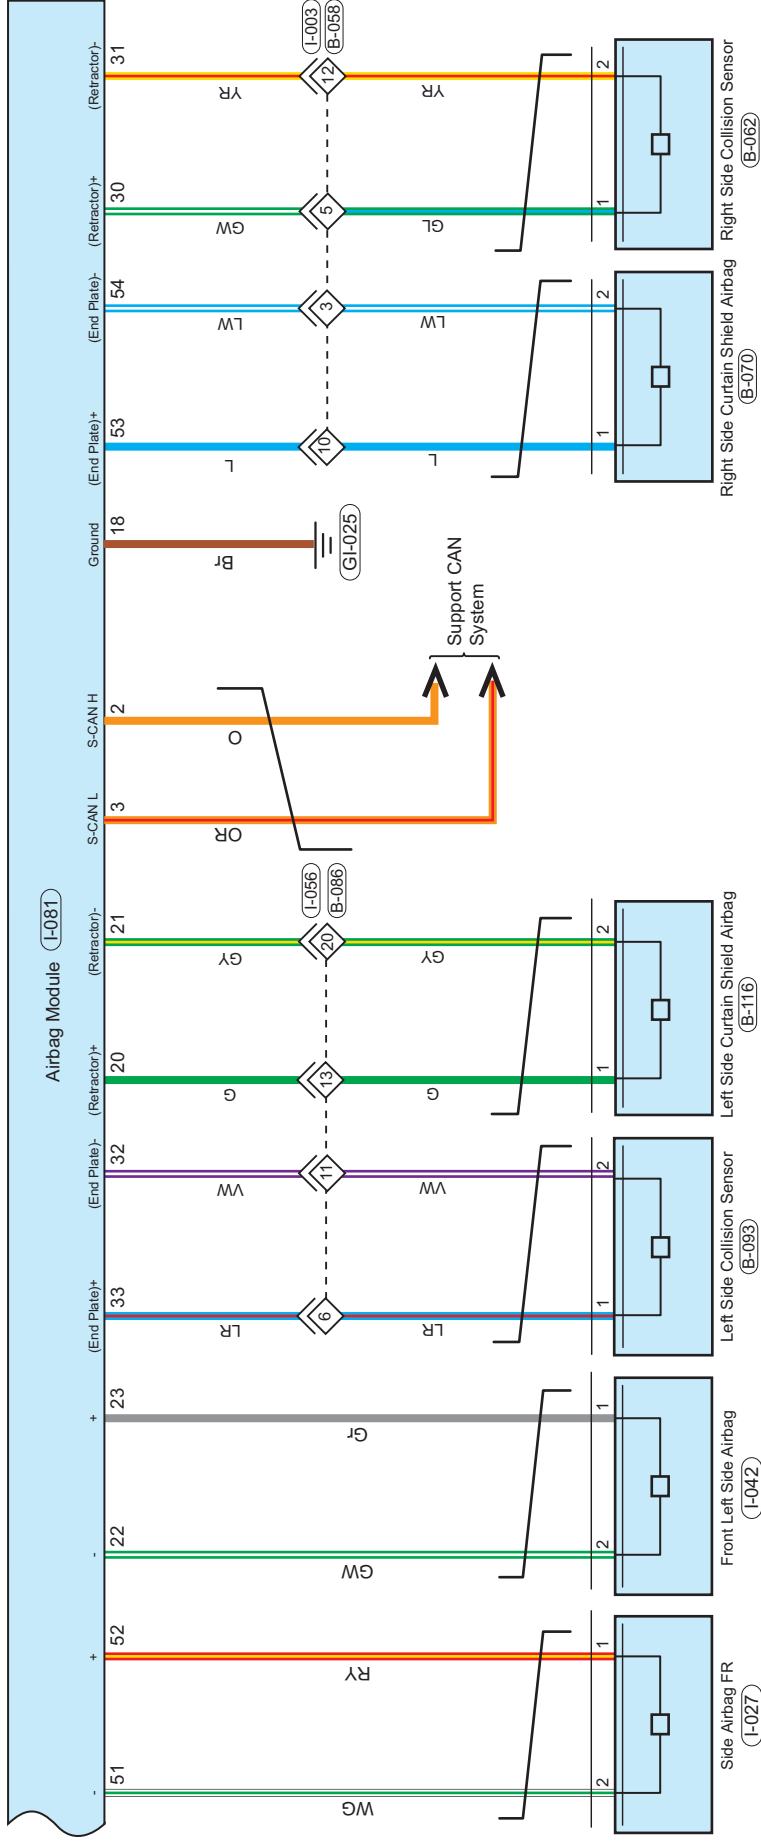 Airbag Module I-081
-
+
-
+
(End Plate)+
(End Plate)-
(Retractor)+
(Retractor)-
S-CAN L
S-CAN H
Ground
(End Plate)+
(End Plate)-
(Retractor)+
(Retractor)-
51
52
22
23
33
32
20
21
3
2
18
53
54
30
31
WG
RY
GW
Gr
LR
VW
G
GY
OR
O
Br
L
LW
GW
YR
I-056
B-086
6
11
13
20
GI-025
I-003
B-058
10
3
5
12
LR
VW
G
GY
Support CAN
System
L
LW
GL
YR
2
1
2
1
1
2
1
2
1
2
1
2
Side Airbag FR
I-027
Front Left Side Airbag
I-042
Left Side Collision Sensor
B-093
Left Side Curtain Shield Airbag
B-116
Right Side Curtain Shield Airbag
B-070
Right Side Collision Sensor
B-062